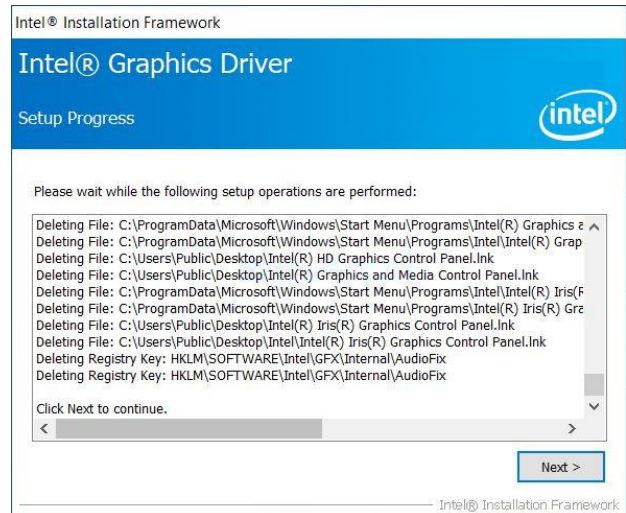 Intel® Installation Framework
Intel® Graphics Driver
Setup Progress
intel
Please wait while the following setup operations are performed:
Deleting File: C:\ProgramData\Microsoft\Windows\Start Menu\Programs\Intel(R) Graphics a
Deleting File: C:\ProgramData\Microsoft\Windows\Start Menu\Programs\Intel\Intel(R) Grap
Deleting File: C:\Users\Public\Desktop\Intel(R) HD Graphics Control Panel.lnk
Deleting File: C:\Users\Public\Desktop\Intel(R) Graphics and Media Control Panel.lnk
Deleting File: C:\ProgramData\Microsoft\Windows\Start Menu\Programs\Intel\Intel(R) Iris(R
Deleting File: C:\ProgramData\Microsoft\Windows\Start Menu\Programs\Intel(R) Iris(R) Gra
Deleting File: C:\Users\Public\Desktop\Intel(R) Iris(R) Graphics Control Panel.lnk
Deleting File: C:\Users\Public\Desktop\Intel\Intel(R) Iris(R) Graphics Control Panel.lnk
Deleting Registry Key: HKLM\SOFTWARE\Intel\GFX\Internal\AudioFix
Deleting Registry Key: HKLM\SOFTWARE\Intel\GFX\Internal\AudioFix
Click Next to continue.
Next >
Intel® Installation Framework